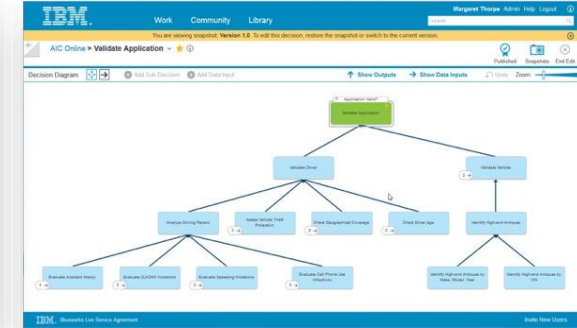 IBM.
Margaret Thorpe Admin Help Logout
Work Community Library
search
You are viewing snapshot: Version 1.0. To edit this decision, restore the snapshot or switch to the current version.
AIC Online > Validate Application
Published Snapshots End Edit
Decision Diagram Add Sub-Decision Add Data Input Show Outputs Show Data Inputs Undo Zoom
Application Valid?
Validate Application
Validate Driver
Validate Vehicle
Analyze Driving Record
Assess Vehicle Theft Protection
Check Geographical Coverage
Check Driver Age
Identify High-end Antiques
Evaluate Accident History
Evaluate DUI/DWI Violations
Evaluate Speeding Violations
Evaluate Cell Phone Use Infractions
Identify High-end Antiques by Make, Model, Year
Identify High-end Antiques by VIN
IBM. Blueworks Live Service Agreement
Invite New Users